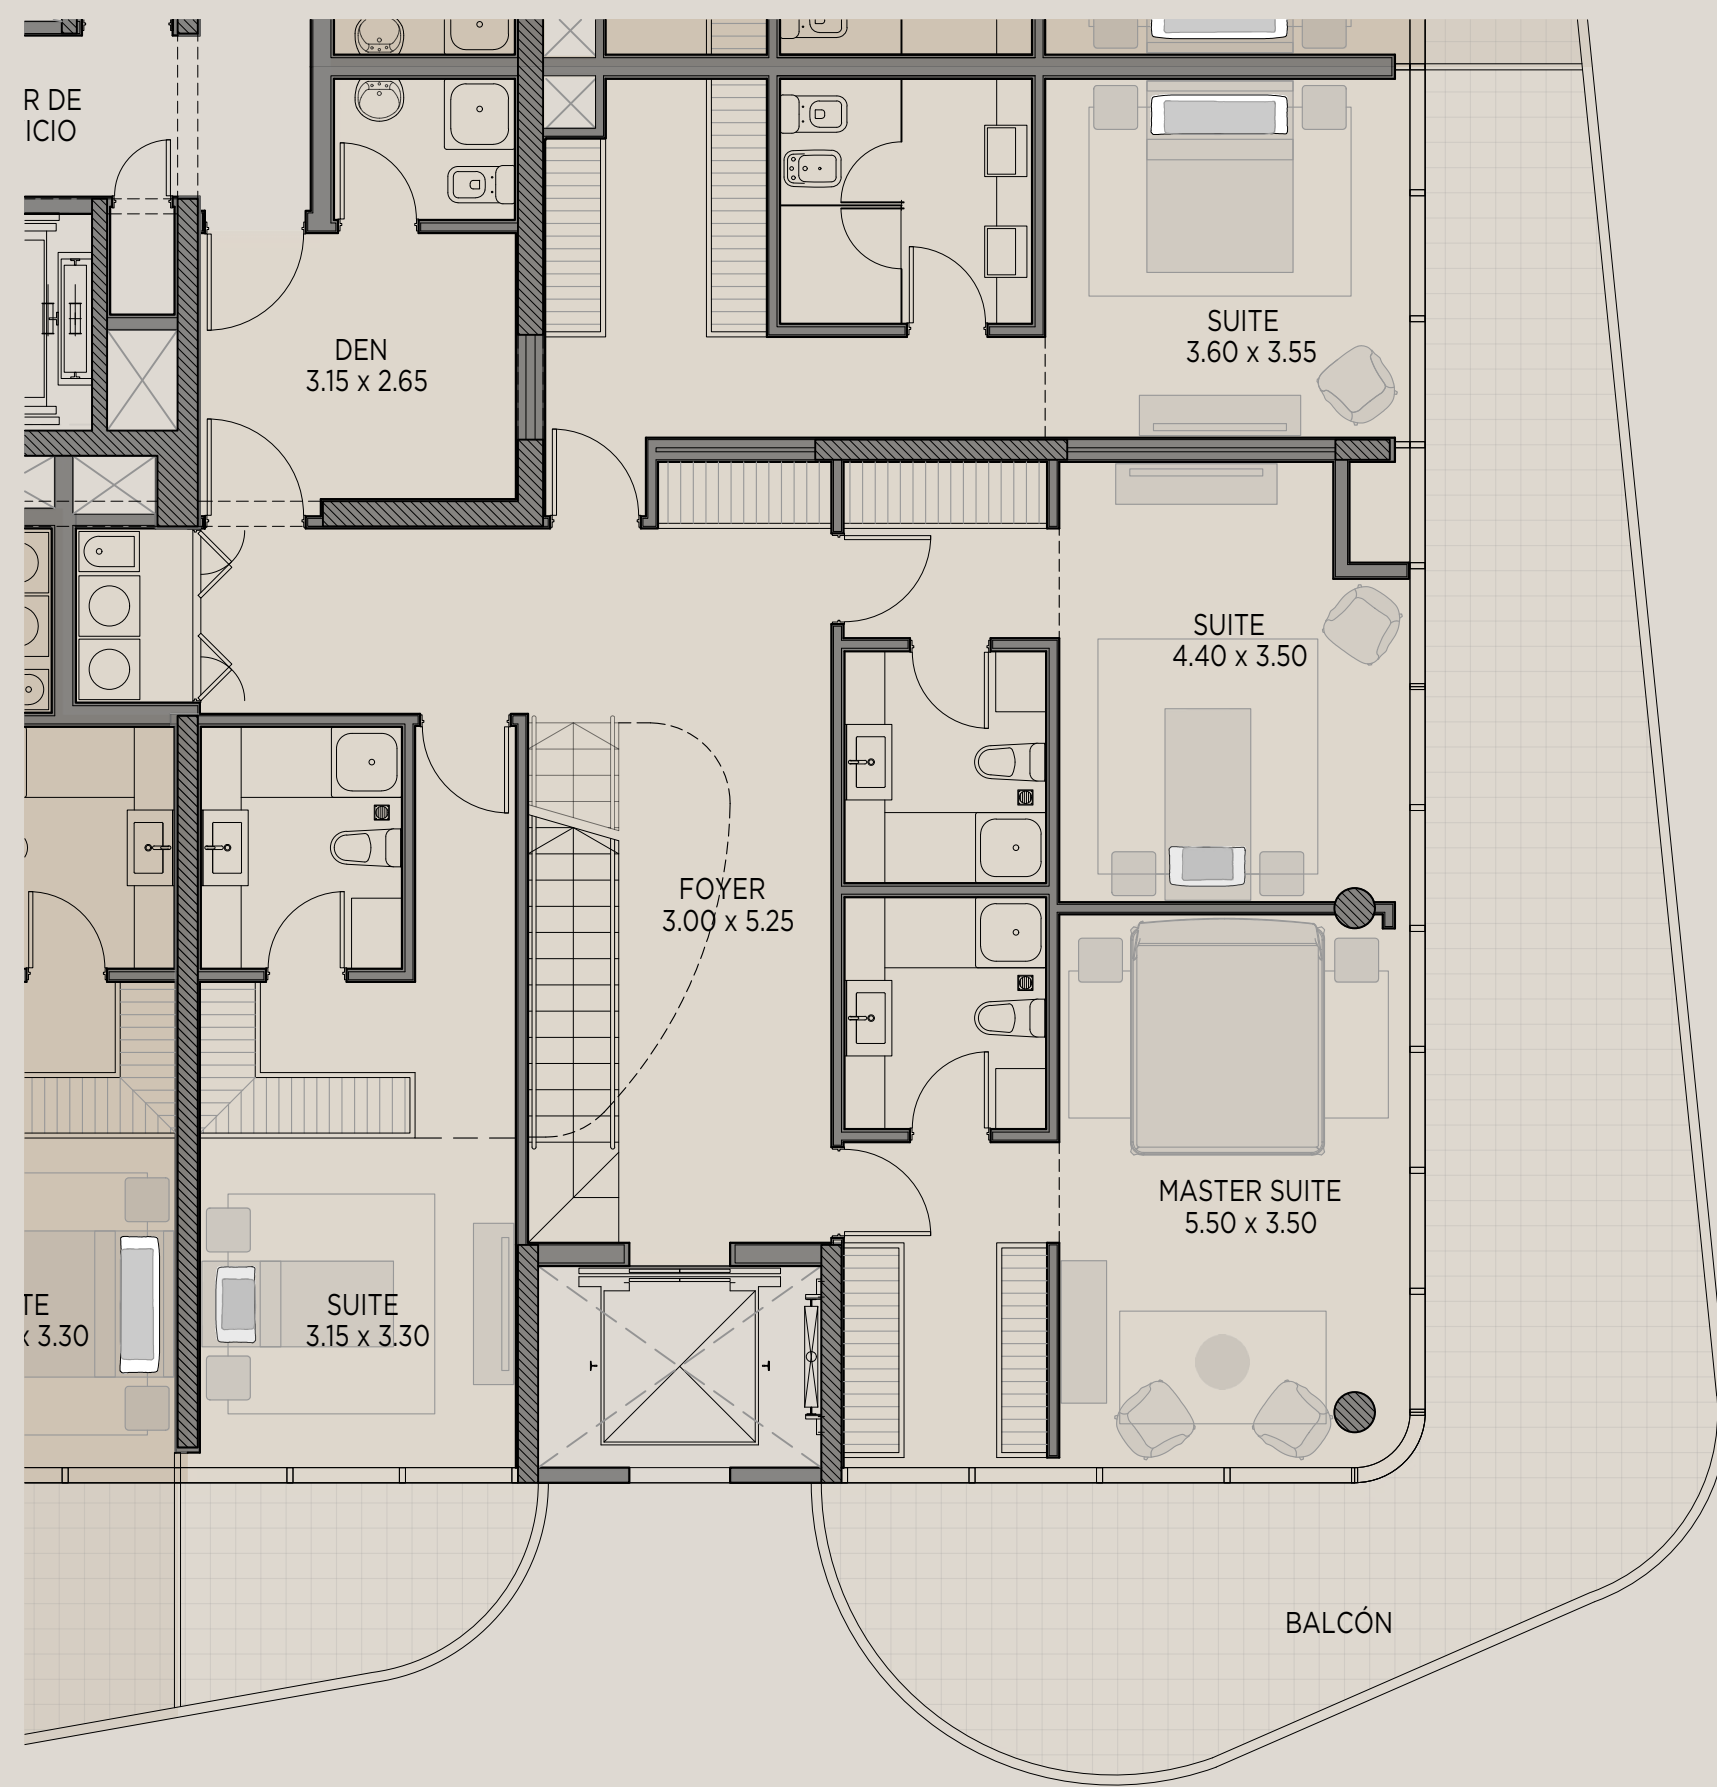 R DE
ICIO
DEN
3.15 x 2.65
SUITE
3.60 x 3.55
SUITE
4.40 x 3.50
FOYER
3.00 x 5.25
MASTER SUITE
5.50 x 3.50
TE
x 3.30
SUITE
3.15 x 3.30
BALCÓN